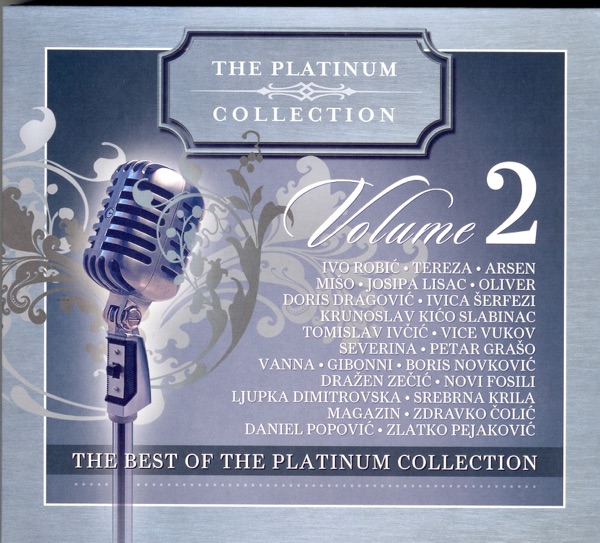 THE PLATINUM
COLLECTION
Volume 2
IVO ROBIĆ • TEREZA • ARSEN
MIŠO • JOSIPA LISAC • OLIVER
DORIS DRAGOVIĆ • IVICA ŠERFEZI
KRUNOSLAV KIĆO SLABINAC
TOMISLAV IVČIĆ • VICE VUKOV
SEVERINA • PETAR GRAŠO
VANNA • GIBONNI • BORIS NOVKOVIĆ
DRAŽEN ZEČIĆ • NOVI FOSILI
LJUPKA DIMITROVSKA • SREBRNA KRILA
MAGAZIN • ZDRAVKO ČOLIĆ
DANIEL POPOVIĆ • ZLATKO PEJAKOVIĆ
THE BEST OF THE PLATINUM COLLECTION